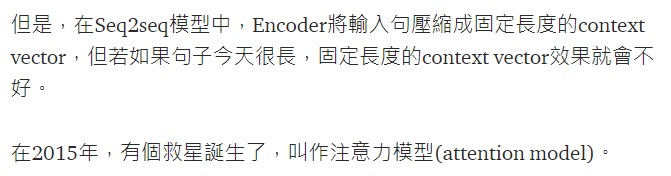 但是，在Seq2seq模型中，Encoder將輸入句壓縮成固定長度的context
vector，但若如果句子今天很長，固定長度的context vector效果就會不
好。
在2015年，有個救星誕生了，叫作注意力模型(attention model)。